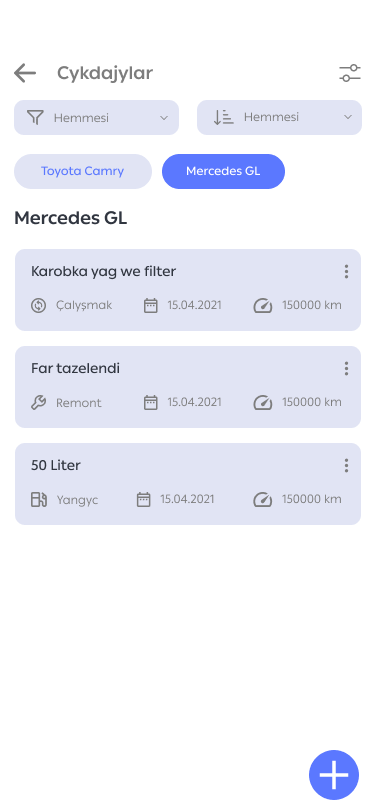 Cykdajylar
Hemmesi
Hemmesi
Toyota Camry
Mercedes GL
Mercedes GL
Karobka yag we filter
Çalyşmak 15.04.2021 150000 km
Far tazelendi
Remont 15.04.2021 150000 km
50 Liter
Yangyc 15.04.2021 150000 km